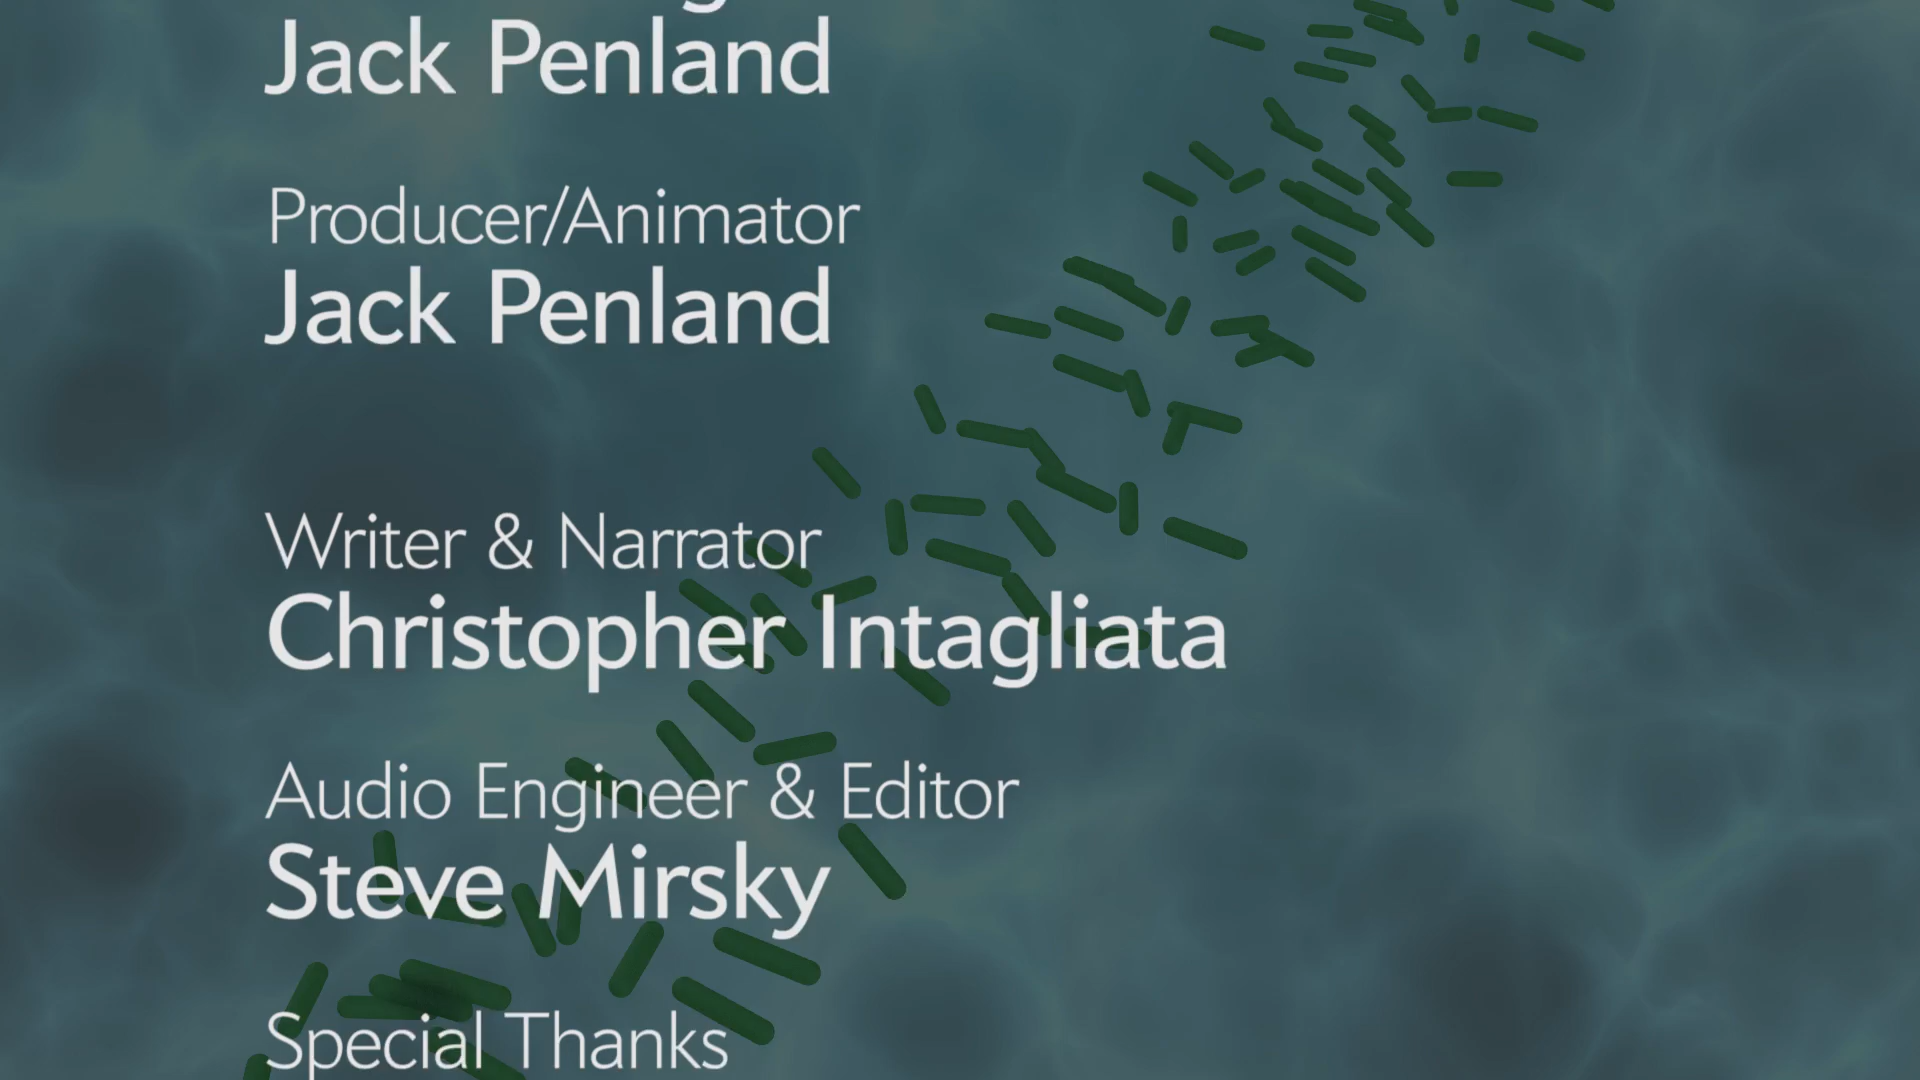 Jack Penland
Producer/Animator
Jack Penland
Writer & Narrator
Christopher Intagliata
Audio Engineer & Editor
Steve Mirsky
Special Thanks